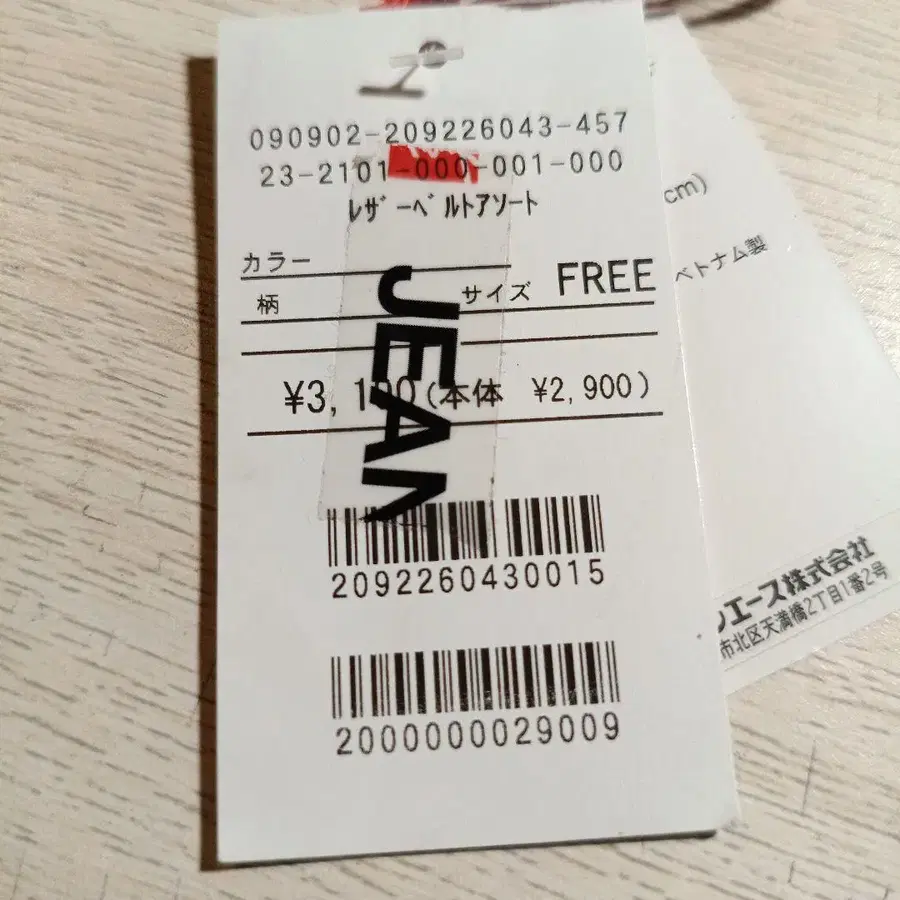 090902-209226043-457
23-2101-000-001-000
レザーベルトアソート
カラー
柄 サイズ FREE
¥3,190(本体 ¥2,900)
JEAN
2092260430015
2000000029009
cm)
ベトナム製
エース株式会社
市北区天満橋2丁目1番2号